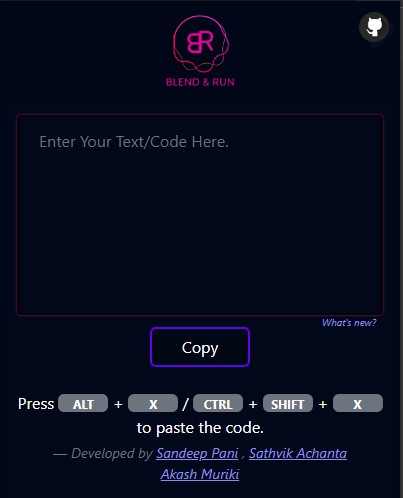 BR
BLEND & RUN
Enter Your Text/Code Here.
What's new?
Copy
Press ALT + X / CTRL + SHIFT + X
to paste the code.
— Developed by Sandeep Pani , Sathvik Achanta
Akash Muriki